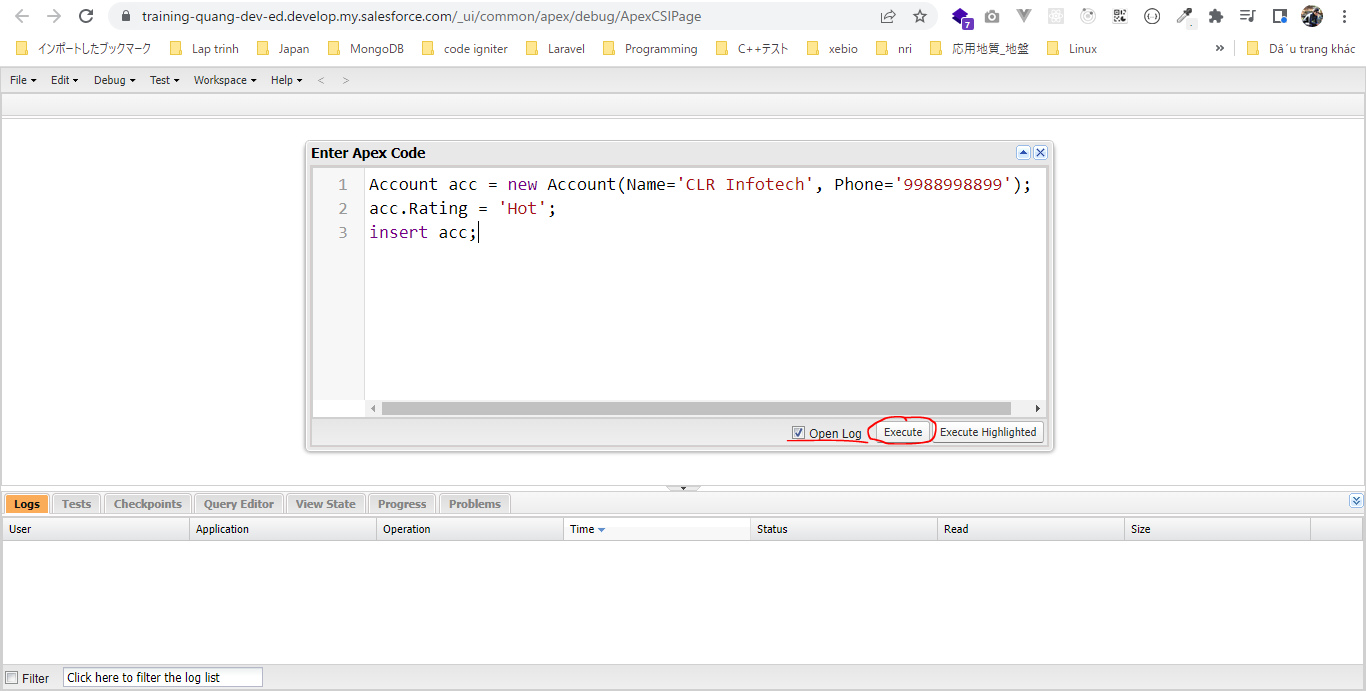 training-quang-dev-ed.develop.my.salesforce.com/_ui/common/apex/debug/ApexCSIPage
7
インポートしたブックマーク Lap trinh Japan MongoDB code igniter Laravel Programming C++テスト xebio nri 応用地質_地盤 Linux » Dấu trang khác
File Edit Debug Test Workspace Help < >
Enter Apex Code
1 Account acc = new Account(Name='CLR Infotech', Phone='9988998899');
2 acc.Rating = 'Hot';
3 insert acc;
Open Log Execute Execute Highlighted
Logs Tests Checkpoints Query Editor View State Progress Problems
User Application Operation Time Status Read Size
Filter Click here to filter the log list